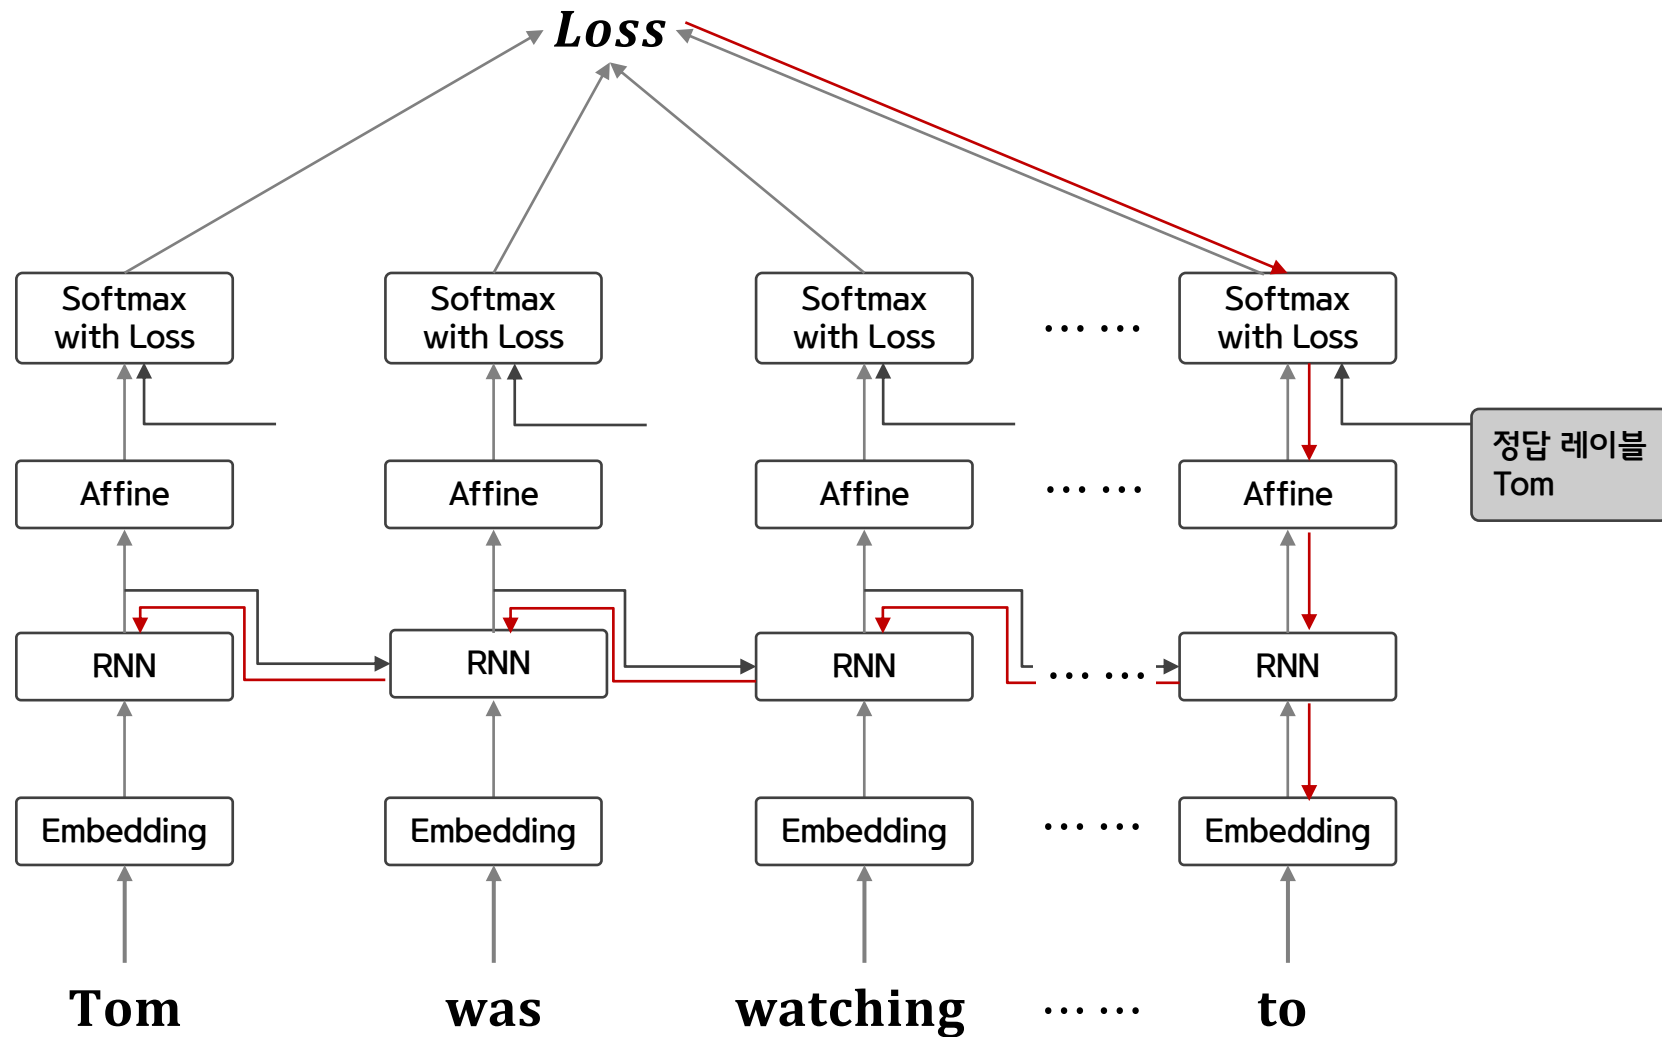 Loss
Softmax
with Loss
Softmax
with Loss
Softmax
with Loss
... ...
Softmax
with Loss
Affine
Affine
Affine
... ...
Affine
정답 레이블
Tom
RNN
RNN
RNN
... ...
RNN
Embedding
Embedding
Embedding
... ...
Embedding
Tom
was
watching
... ...
to